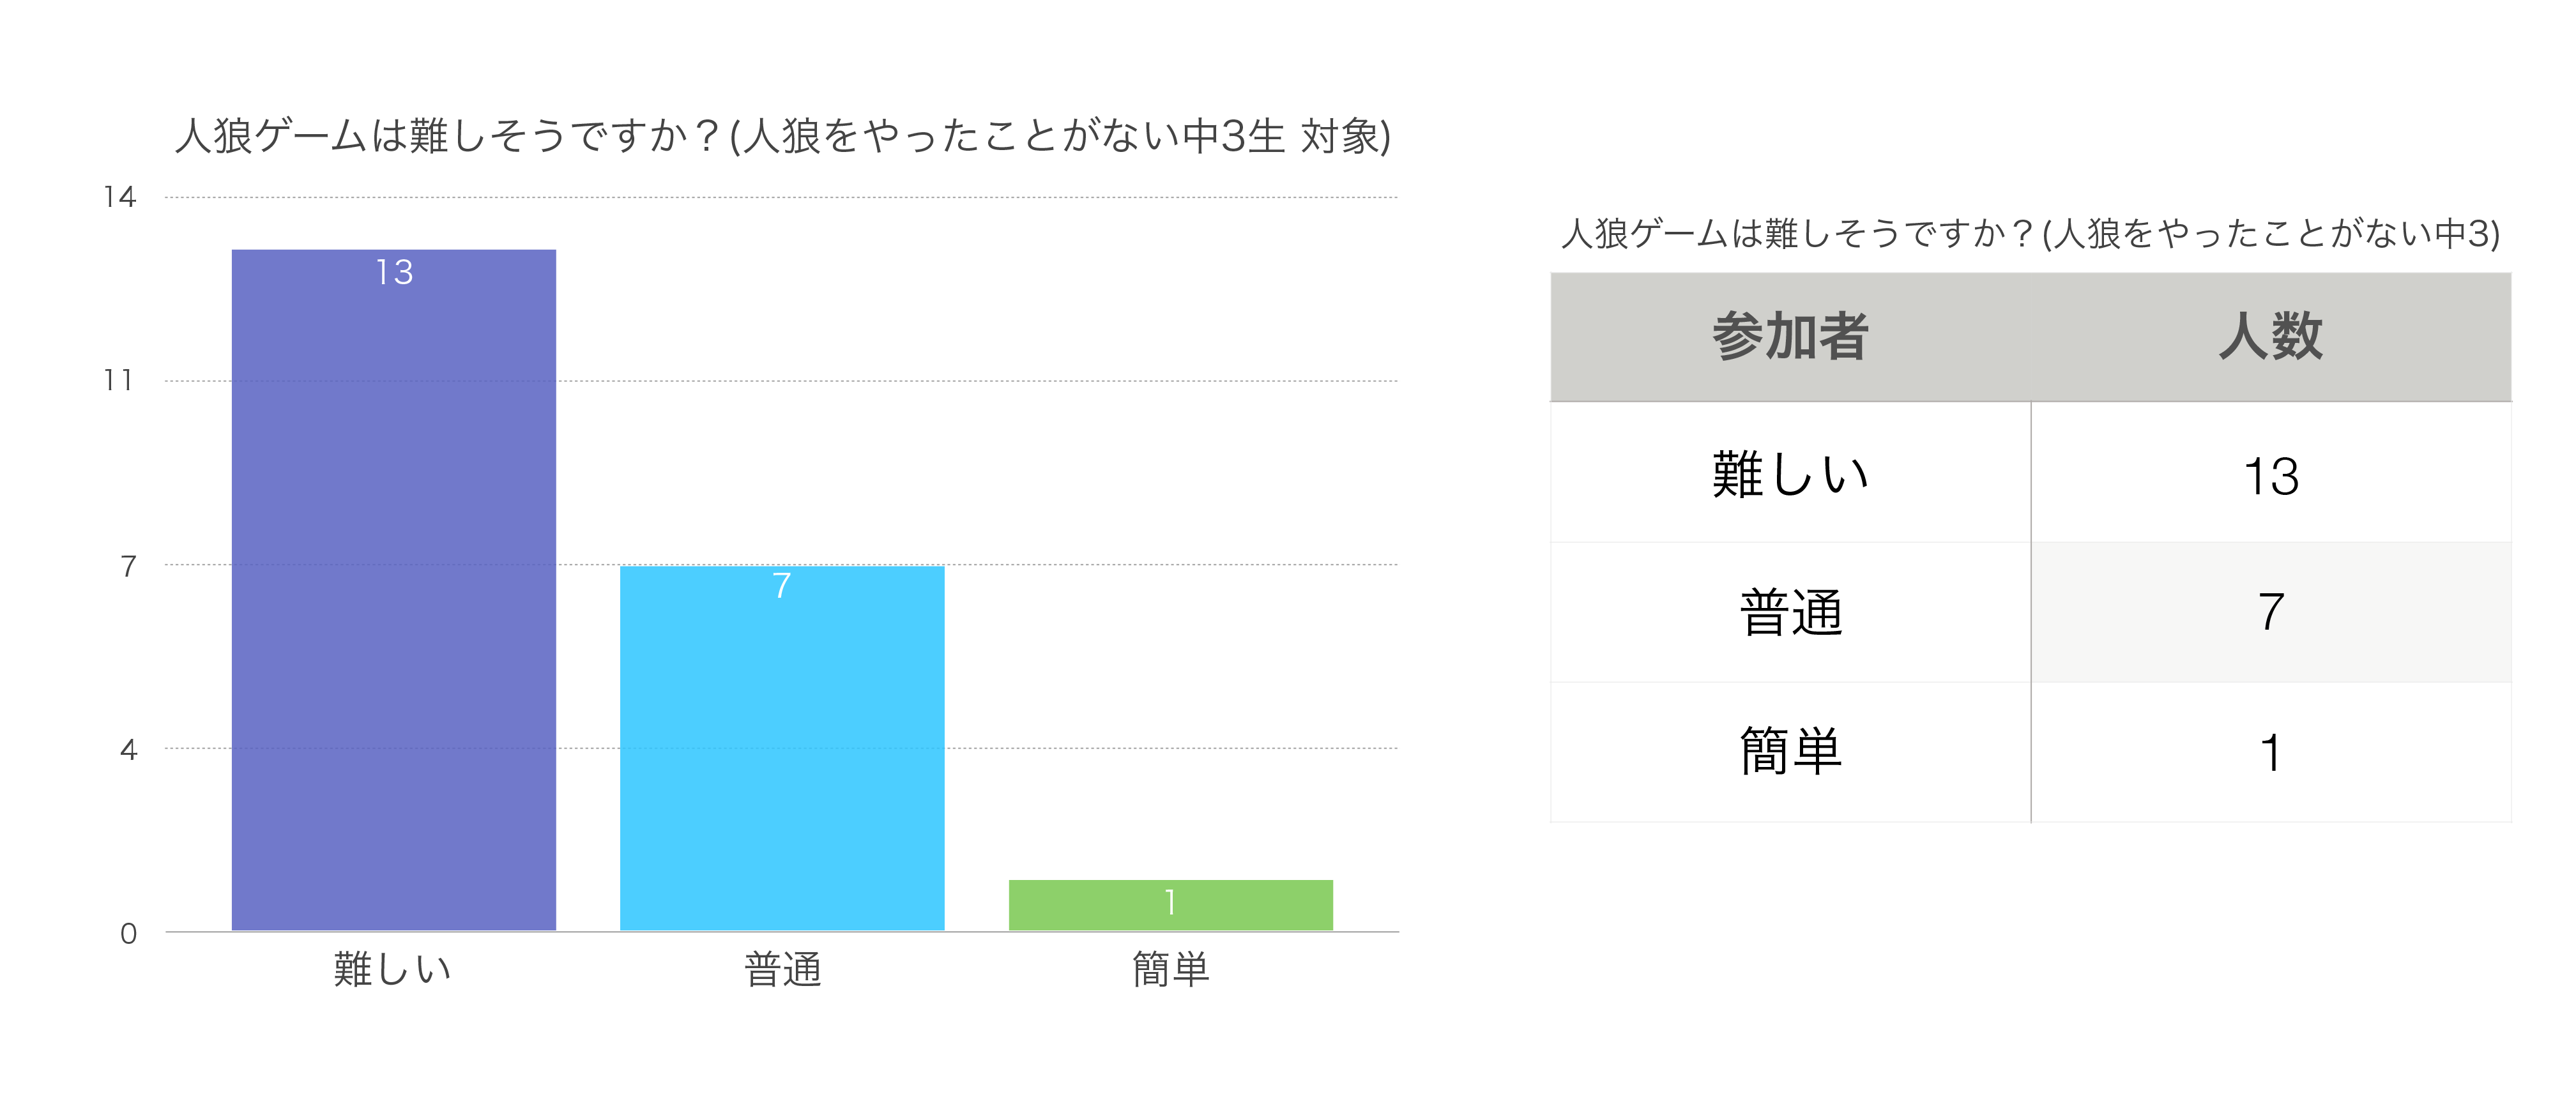 人狼ゲームは難しそうですか？(人狼をやったことがない中3生 対象)
14
11
7
4
0
13
7
1
難しい 普通 簡単
人狼ゲームは難しそうですか？(人狼をやったことがない中3)
参加者 人数
難しい 13
普通 7
簡単 1